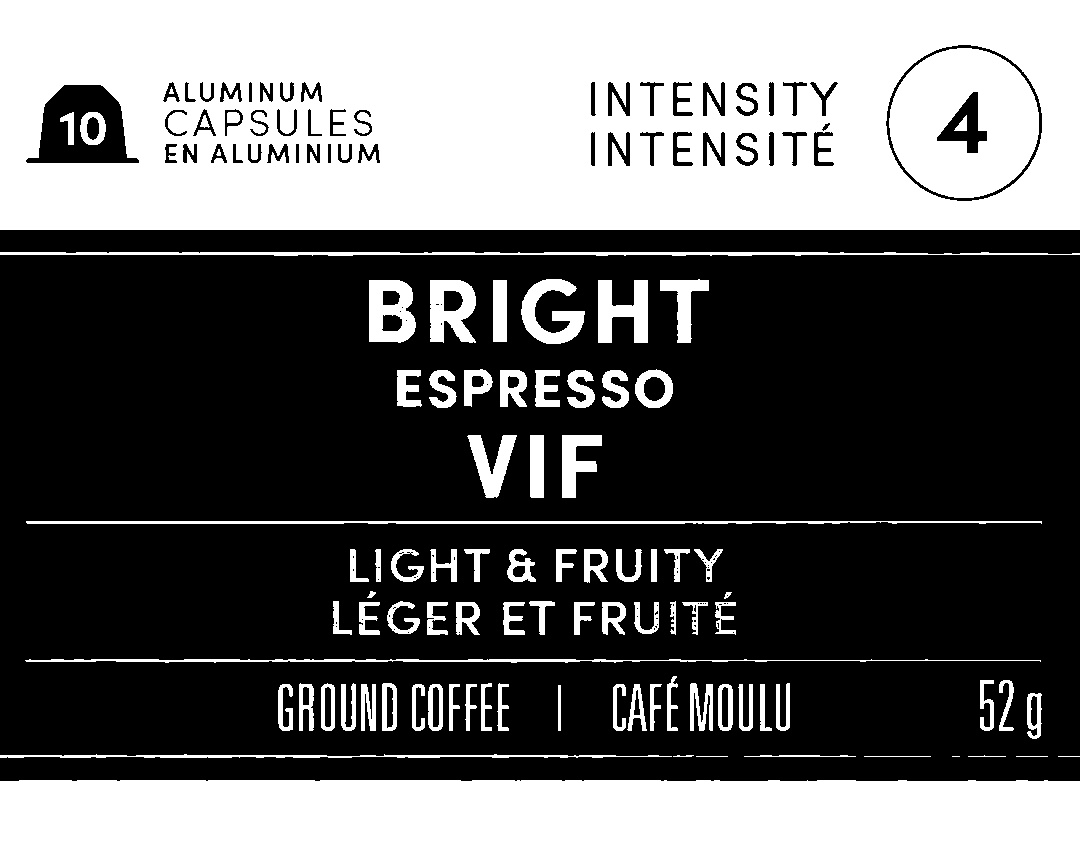 10
ALUMINUM
CAPSULES
EN ALUMINIUM
INTENSITY
INTENSITÉ
4
BRIGHT
ESPRESSO
VIF
LIGHT & FRUITY
LÉGER ET FRUITÉ
GROUND COFFEE | CAFÉ MOULU 52 g